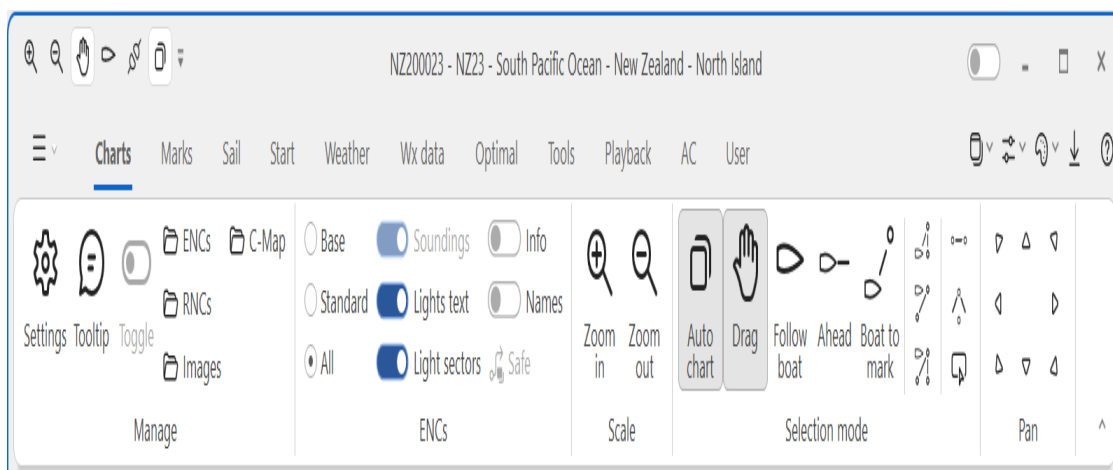 NZ200023 - NZ23 - South Pacific Ocean - New Zealand - North Island
Charts Marks Sail Start Weather Wx data Optimal Tools Playback AC User
Settings Tooltip Toggle
ENCs C-Map
RNCs
Images
Manage
Base Soundings Info
Standard Lights text Names
All Light sectors Safe
ENCs
Zoom in
Zoom out
Scale
Auto chart
Drag
Follow boat
Ahead
Boat to mark
Selection mode
Pan